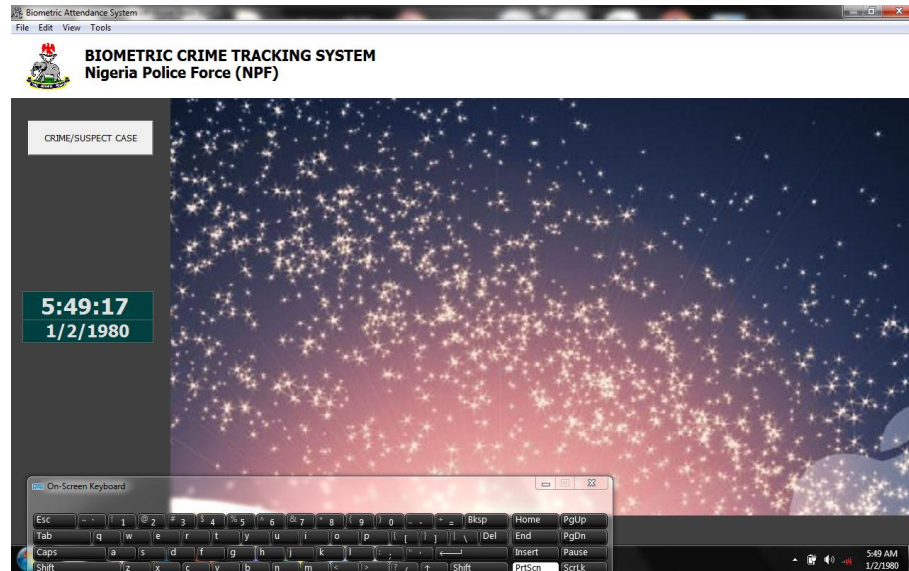 Biometric Attendance System
File Edit View Tools
BIOMETRIC CRIME TRACKING SYSTEM
Nigeria Police Force (NPF)
CRIME/SUSPECT CASE
5:49:17
1/2/1980
On-Screen Keyboard
Esc ~ ` ! 1 @ 2 # 3 $ 4 % 5 ^ 6 & 7 * 8 ( 9 ) 0 _ - + = Bksp Home PgUp
Tab q w e r t y u i o p { [ } ] | \ Del End PgDn
Caps a s d f g h j k l : ; " ' Insert Pause
Shift z x c v b n m < > ? / Shift PrtScn ScrLk
5:49 AM
1/2/1980